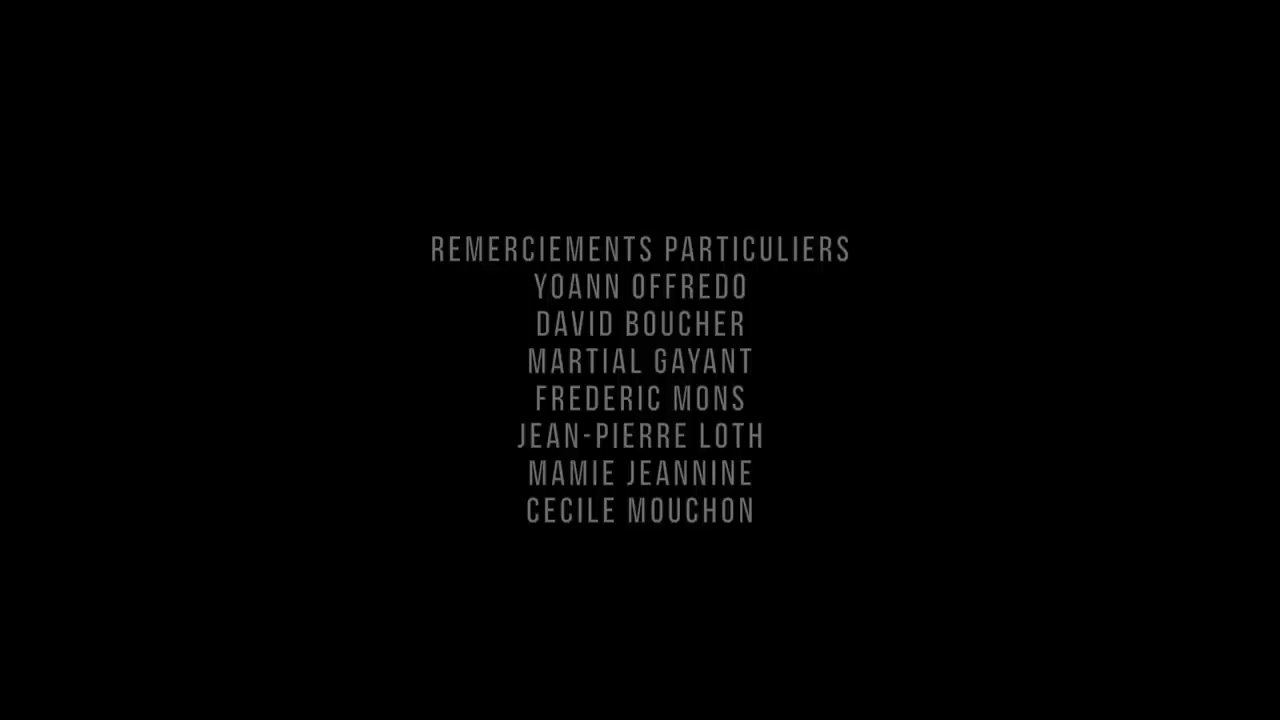 REMERCIEMENTS PARTICULIERS
YOANN OFFREDO
DAVID BOUCHER
MARTIAL GAYANT
FREDERIC MONS
JEAN-PIERRE LOTH
MAMIE JEANNINE
CECILE MOUCHON